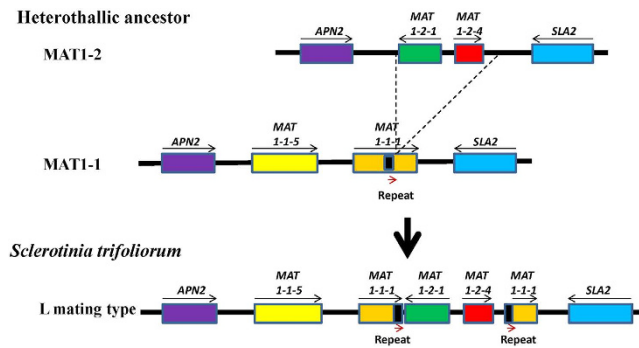 Heterothallic ancestor
MAT1-2
APN2
MAT
1-2-1
MAT
1-2-4
SLA2
MAT1-1
APN2
MAT
1-1-5
MAT
1-1-1
SLA2
Repeat
Sclerotinia trifoliorum
L mating type
APN2
MAT
1-1-5
MAT
1-1-1
MAT
1-2-1
MAT
1-2-4
MAT
1-1-1
SLA2
Repeat
Repeat